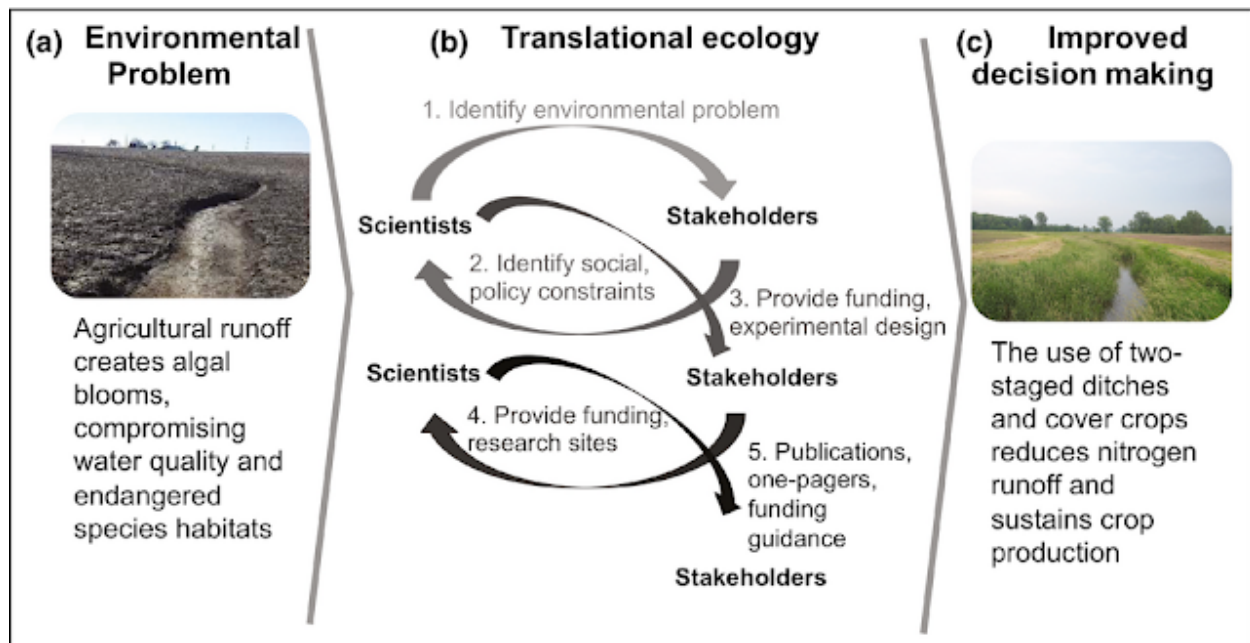 (a) Environmental
Problem
Agricultural runoff
creates algal
blooms,
compromising
water quality and
endangered
species habitats
(b) Translational ecology
1. Identify environmental problem
Scientists
Stakeholders
2. Identify social,
policy constraints
3. Provide funding,
experimental design
Scientists
Stakeholders
4. Provide funding,
research sites
5. Publications,
one-pagers,
funding
guidance
Stakeholders
(c) Improved
decision making
The use of two-
staged ditches
and cover crops
reduces nitrogen
runoff and
sustains crop
production